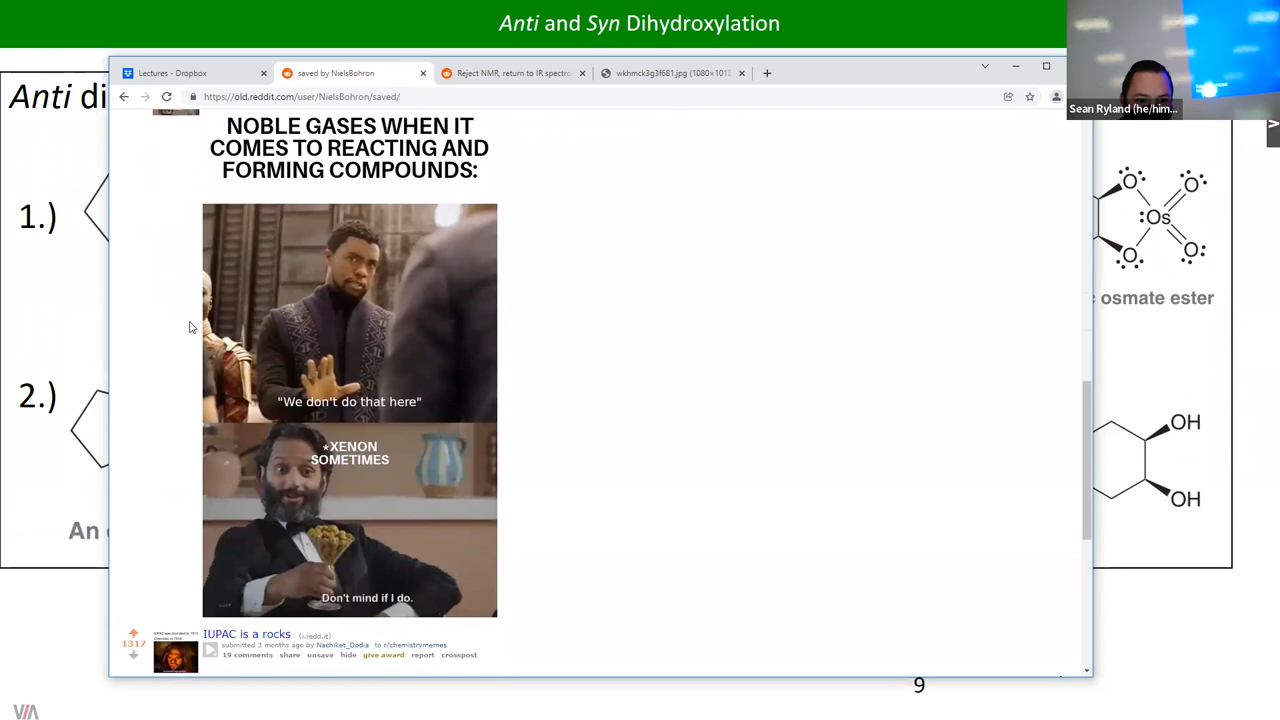 Anti and Syn Dihydroxylation
Sean Ryland (he/him...
Lectures - Dropbox
saved by NielsBohron
Reject NMR, return to IR spectro
wkhmck3g3f681.jpg (1080×101
https://old.reddit.com/user/NielsBohron/saved/
Anti di
1.)
2.)
An
NOBLE GASES WHEN IT
COMES TO REACTING AND
FORMING COMPOUNDS:
"We don't do that here"
*XENON
SOMETIMES
Don't mind if I do.
1317
IUPAC is a rocks (i.redd.it)
submitted 3 months ago by Nachiket_Dodia to r/chemistrymemes
19 comments share unsave hide give award report crosspost
O
O
:Os
O
O
c osmate ester
OH
OH
9
VIA